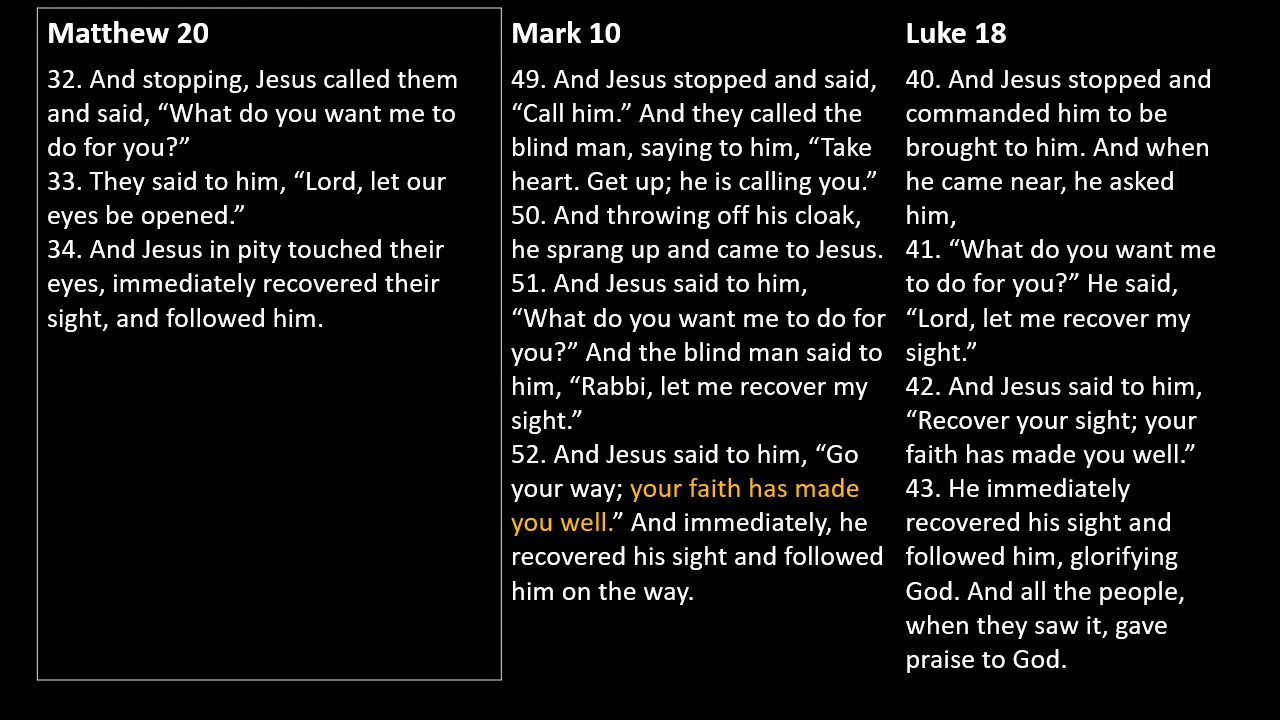 Matthew 20
32. And stopping, Jesus called them
and said, “What do you want me to
do for you?”
33. They said to him, “Lord, let our
eyes be opened.”
34. And Jesus in pity touched their
eyes, immediately recovered their
sight, and followed him.
Mark 10
49. And Jesus stopped and said,
“Call him.” And they called the
blind man, saying to him, “Take
heart. Get up; he is calling you.”
50. And throwing off his cloak,
he sprang up and came to Jesus.
51. And Jesus said to him,
“What do you want me to do for
you?” And the blind man said to
him, “Rabbi, let me recover my
sight.”
52. And Jesus said to him, “Go
your way; your faith has made
you well.” And immediately, he
recovered his sight and followed
him on the way.
Luke 18
40. And Jesus stopped and
commanded him to be
brought to him. And when
he came near, he asked
him,
41. “What do you want me
to do for you?” He said,
“Lord, let me recover my
sight.”
42. And Jesus said to him,
“Recover your sight; your
faith has made you well.”
43. He immediately
recovered his sight and
followed him, glorifying
God. And all the people,
when they saw it, gave
praise to God.